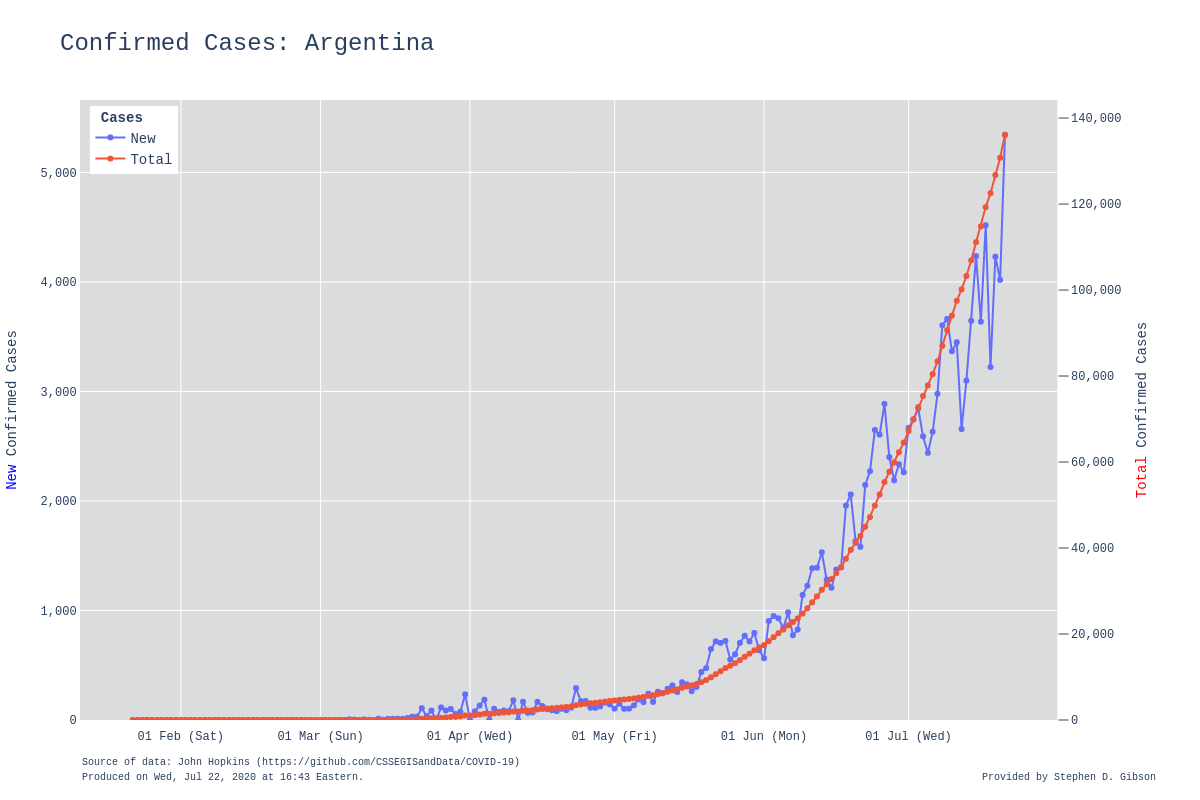 Confirmed Cases: Argentina
Cases
New
Total
5,000
4,000
3,000
2,000
1,000
0
New Confirmed Cases
140,000
120,000
100,000
80,000
60,000
40,000
20,000
0
Total Confirmed Cases
01 Feb (Sat)
01 Mar (Sun)
01 Apr (Wed)
01 May (Fri)
01 Jun (Mon)
01 Jul (Wed)
Source of data: John Hopkins (https://github.com/CSSEGISandData/COVID-19)
Produced on Wed, Jul 22, 2020 at 16:43 Eastern.
Provided by Stephen D. Gibson